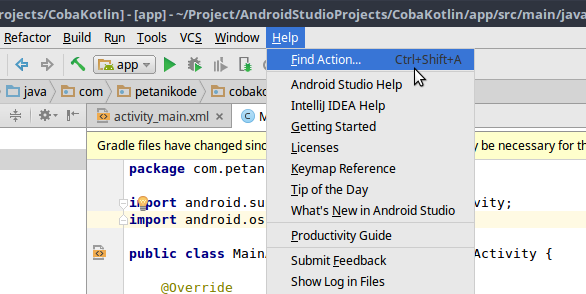 rojects/CobaKotlin] - [app] - ~/Project/AndroidStudioProjects/CobaKotlin/app/src/main/java
Refactor Build Run Tools VCS Window Help
app
Find Action... Ctrl+Shift+A
java com petanikode cobako
Android Studio Help
IntelliJ IDEA Help
activity_main.xml
Getting Started
Gradle files have changed sinc
Licenses
y be necessary for th
package com.petan
Keymap Reference
Tip of the Day
import android.su
What's New in Android Studio
ivity;
import android.os
Productivity Guide
public class Main
Activity {
Submit Feedback
@Override
Show Log in Files